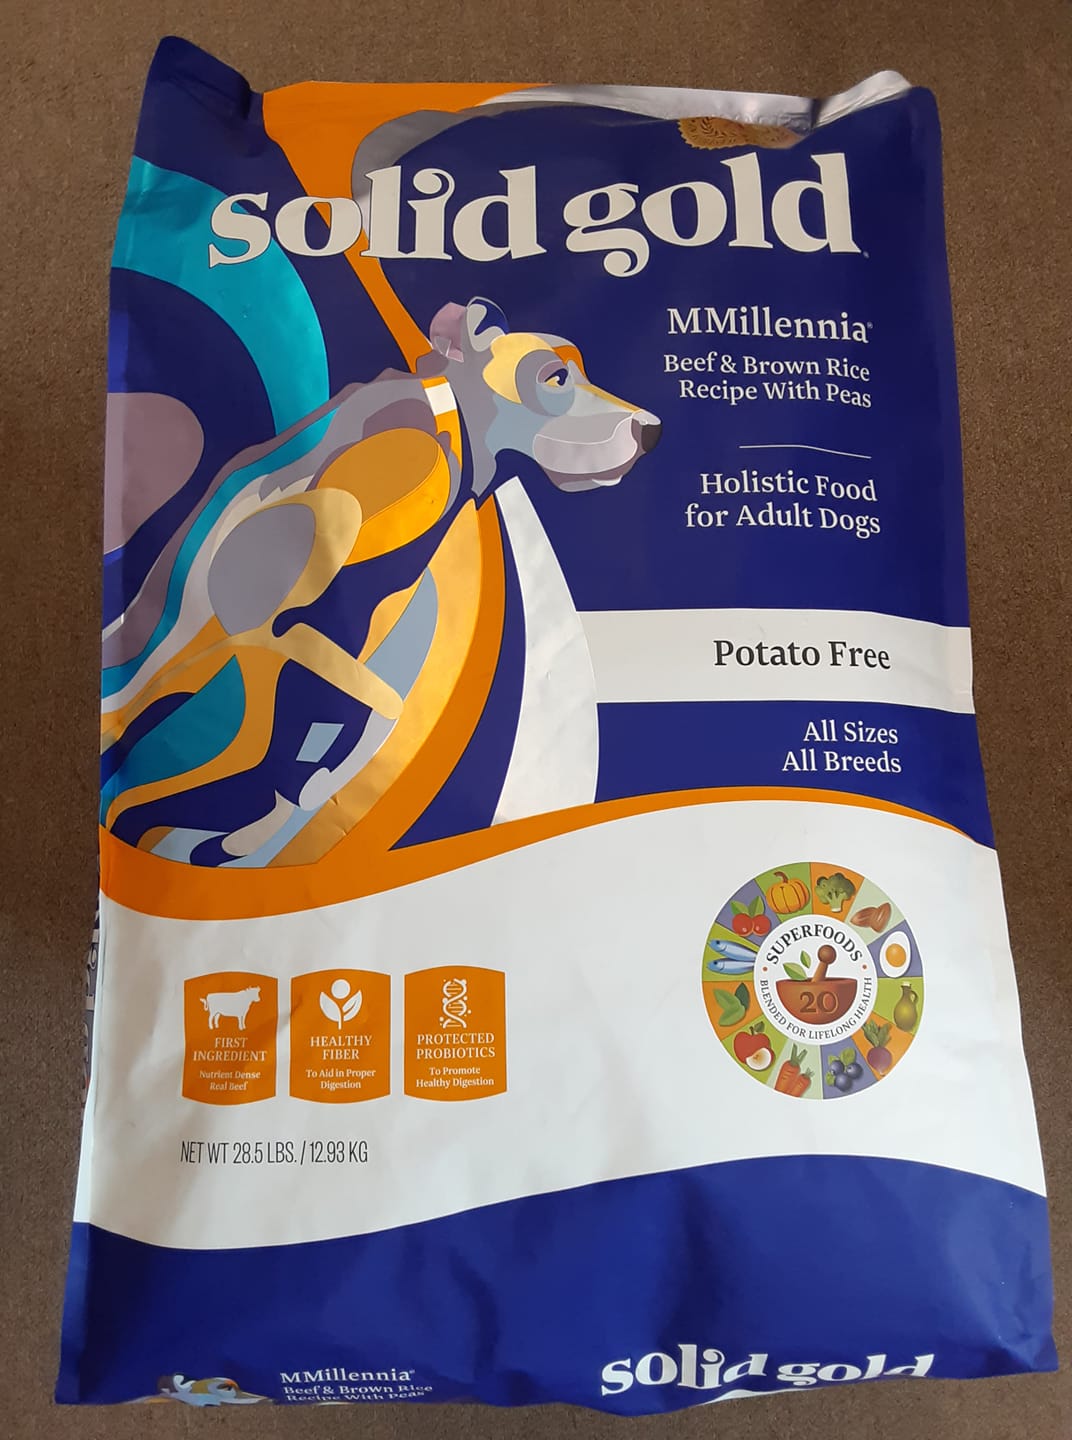 solid gold
MMillennia®
Beef & Brown Rice
Recipe With Peas
Holistic Food
for Adult Dogs
Potato Free
All Sizes
All Breeds
SUPERFOODS
20
BLENDED FOR LIFELONG HEALTH
FIRST
INGREDIENT
Nutrient Dense
Real Beef
HEALTHY
FIBER
To Aid in Proper
Digestion
PROTECTED
PROBIOTICS
To Promote
Healthy Digestion
NET WT 28.5 LBS. / 12.93 KG
MMillennia®
Beef & Brown Rice
Recipe With Peas
solid gold